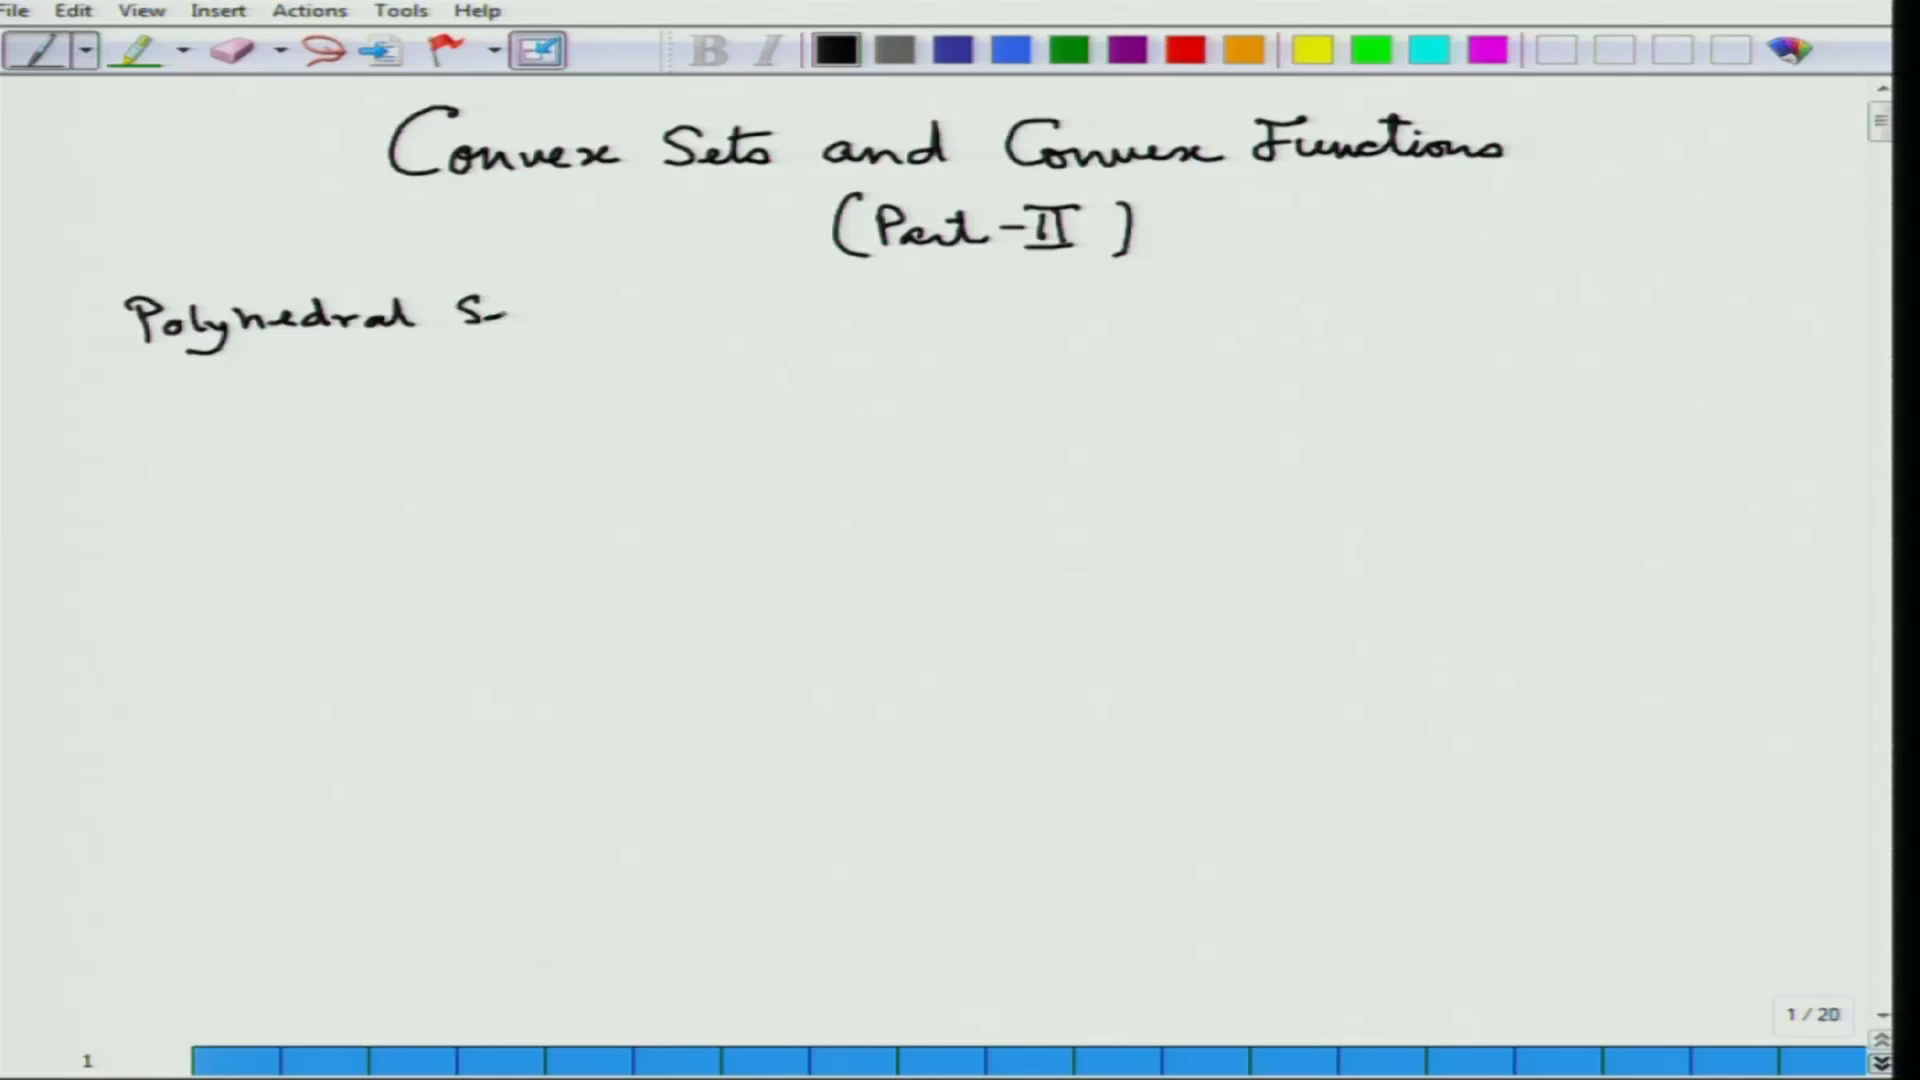 File Edit View Insert Actions Tools Help
B I
Convex Sets and Convex Functions
(Part-II)
Polyhedral S
1 / 20
1